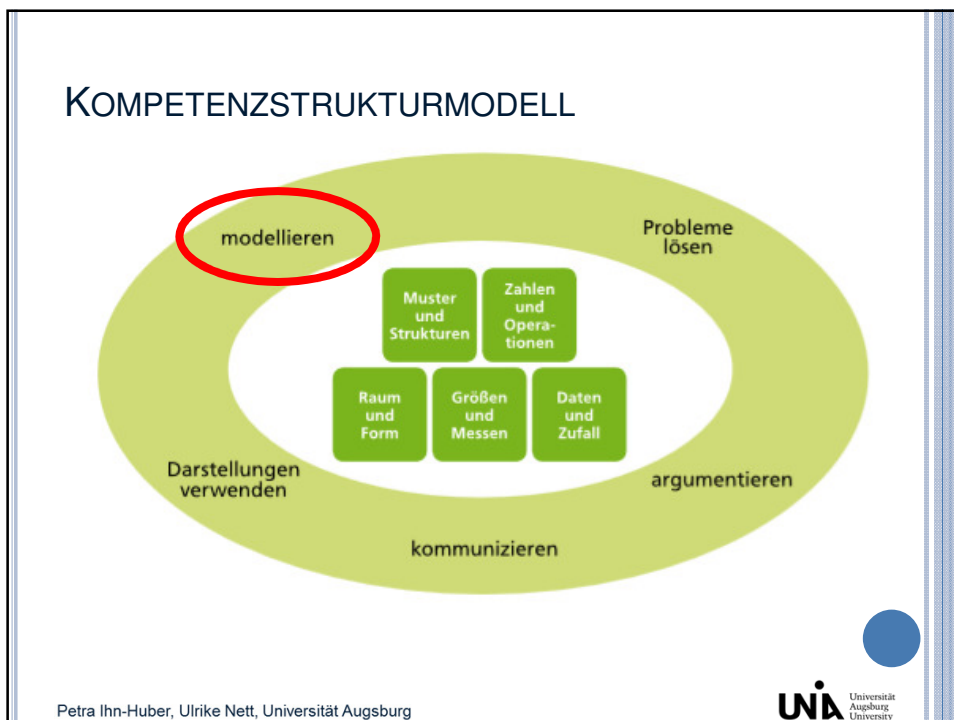 KOMPETENZSTRUKTURMODELL
modellieren
Probleme
lösen
Muster
und
Strukturen
Zahlen
und
Opera-
tionen
Raum
und
Form
Größen
und
Messen
Daten
und
Zufall
Darstellungen
verwenden
argumentieren
kommunizieren
Petra Ihn-Huber, Ulrike Nett, Universität Augsburg
UNIA
Universität
Augsburg
University